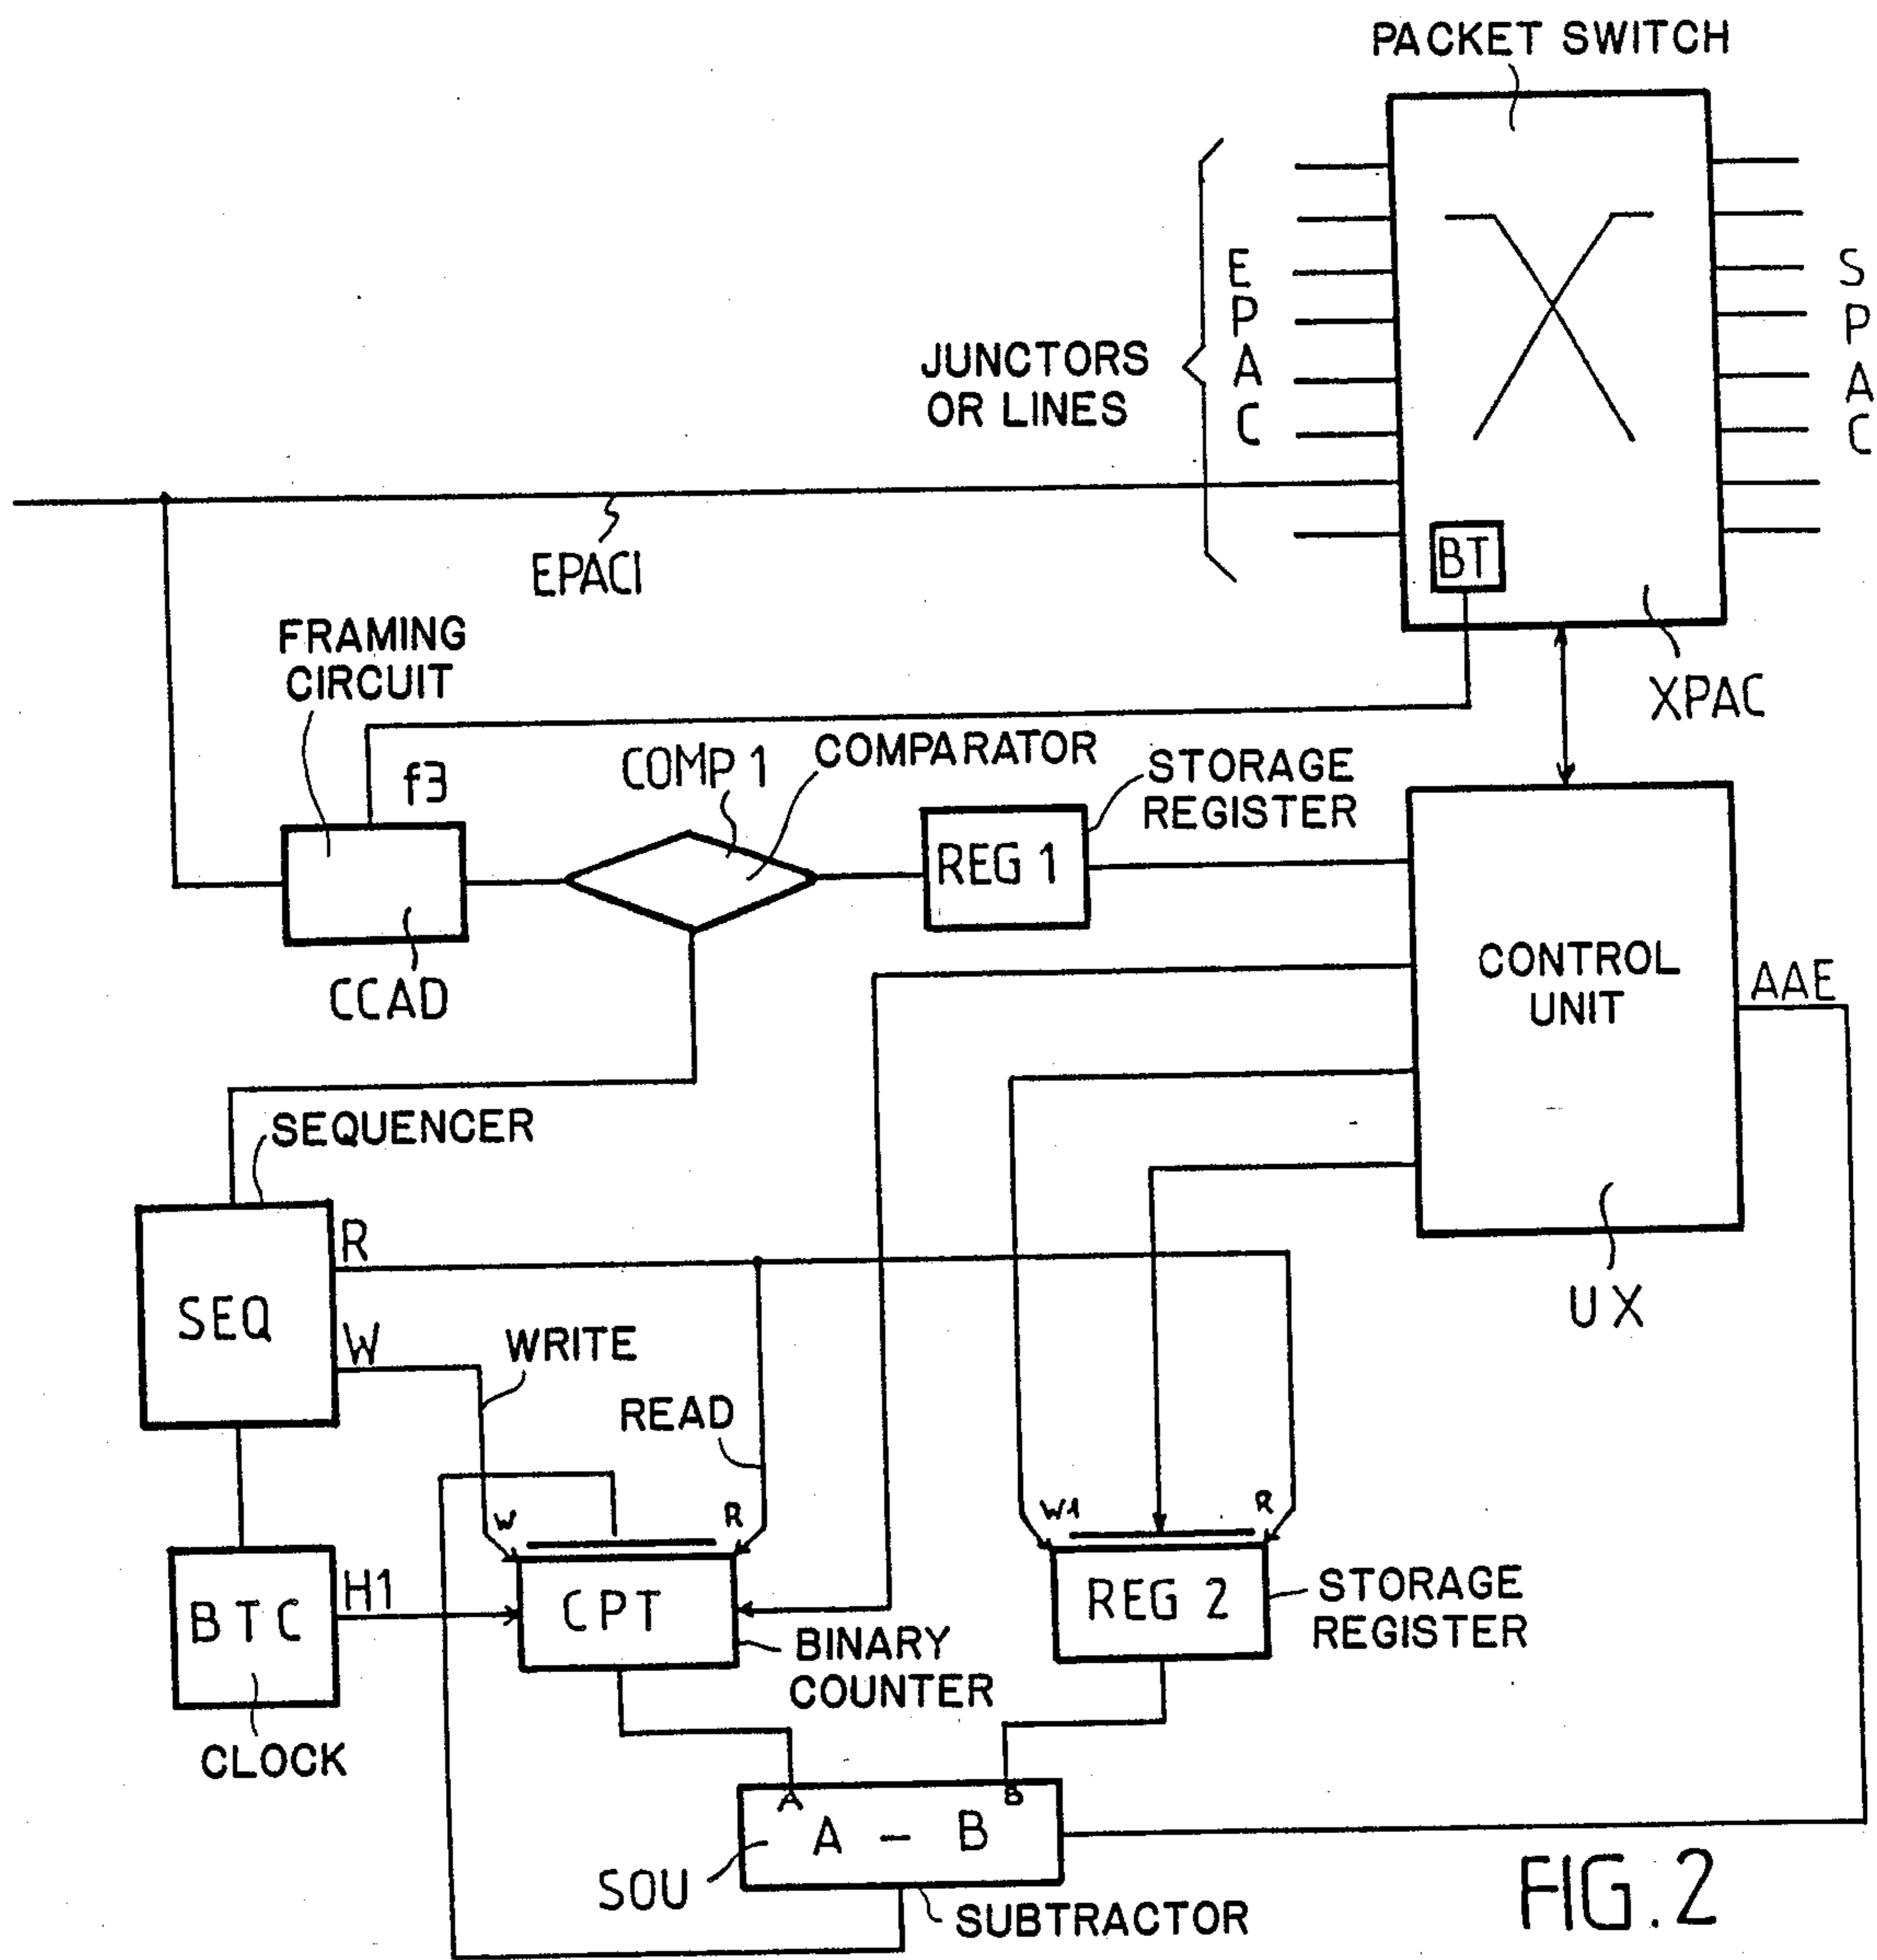 PACKET SWITCH
E
P
A
C
S
P
A
C
JUNCTORS
OR LINES
EPACI
BT
XPAC
FRAMING
CIRCUIT
f3
COMP 1
COMPARATOR
STORAGE
REGISTER
REG 1
CCAD
CONTROL
UNIT
AAE
UX
SEQUENCER
SEQ
R
W
WRITE
READ
W
R
W1
R
BTC
H1
CPT
REG 2
STORAGE
REGISTER
BINARY
COUNTER
CLOCK
A
B
A - B
SOU
SUBTRACTOR
FIG. 2